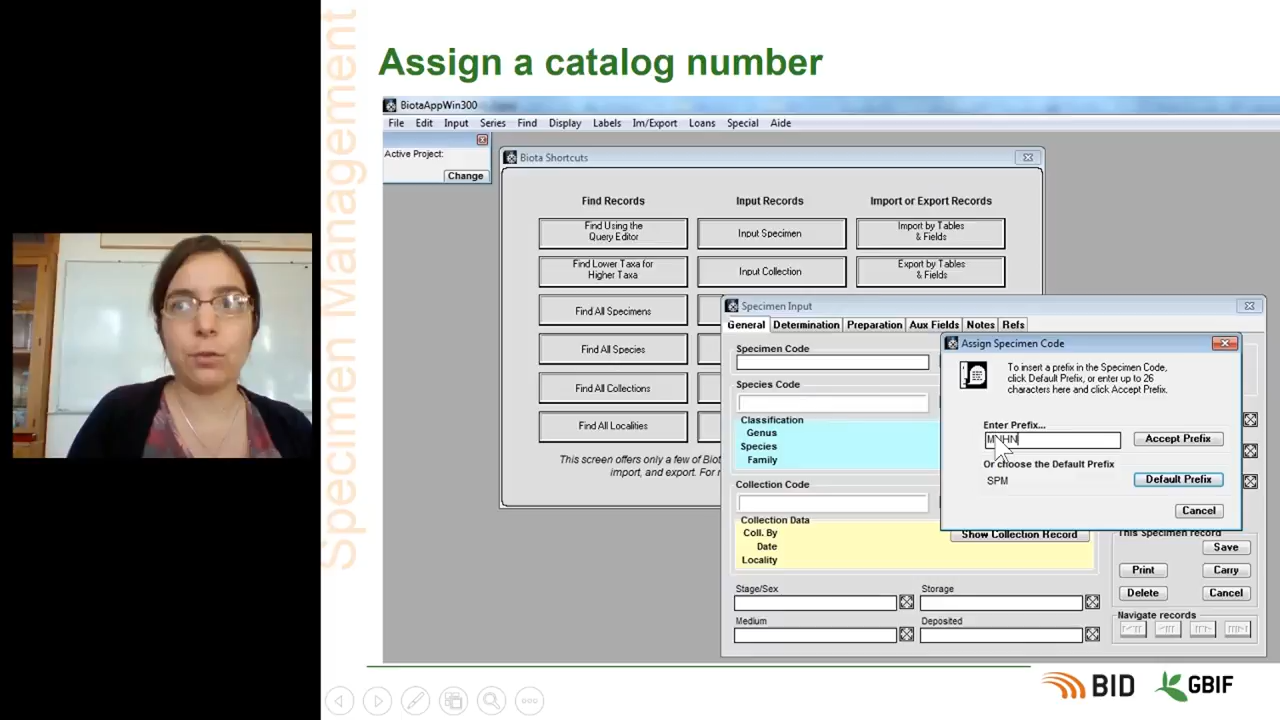 Specimen Management
Assign a catalog number
BiotaAppWin300
File Edit Input Series Find Display Labels Im/Export Loans Special Aide
Active Project:
Change
Biota Shortcuts
Find Records
Input Records
Import or Export Records
Find Using the
Query Editor
Input Specimen
Import by Tables
& Fields
Find Lower Taxa for
Higher Taxa
Input Collection
Export by Tables
& Fields
Find All Specimens
Find All Species
Find All Collections
Find All Localities
This screen offers only a few of
import, and export. For
Specimen Input
General Determination Preparation Aux Fields Notes Refs
Specimen Code
Species Code
Classification
Genus
Species
Family
Collection Code
Collection Data
Coll. By
Date
Locality
Show Collection Record
Stage/Sex
Storage
Medium
Deposited
Assign Specimen Code
To insert a prefix in the Specimen Code,
click Default Prefix, or enter up to 26
characters here and click Accept Prefix.
Enter Prefix...
MNHN
Accept Prefix
Or choose the Default Prefix
SPM
Default Prefix
Cancel
This Specimen record
Save
Print
Carry
Delete
Cancel
Navigate records
BID
GBIF